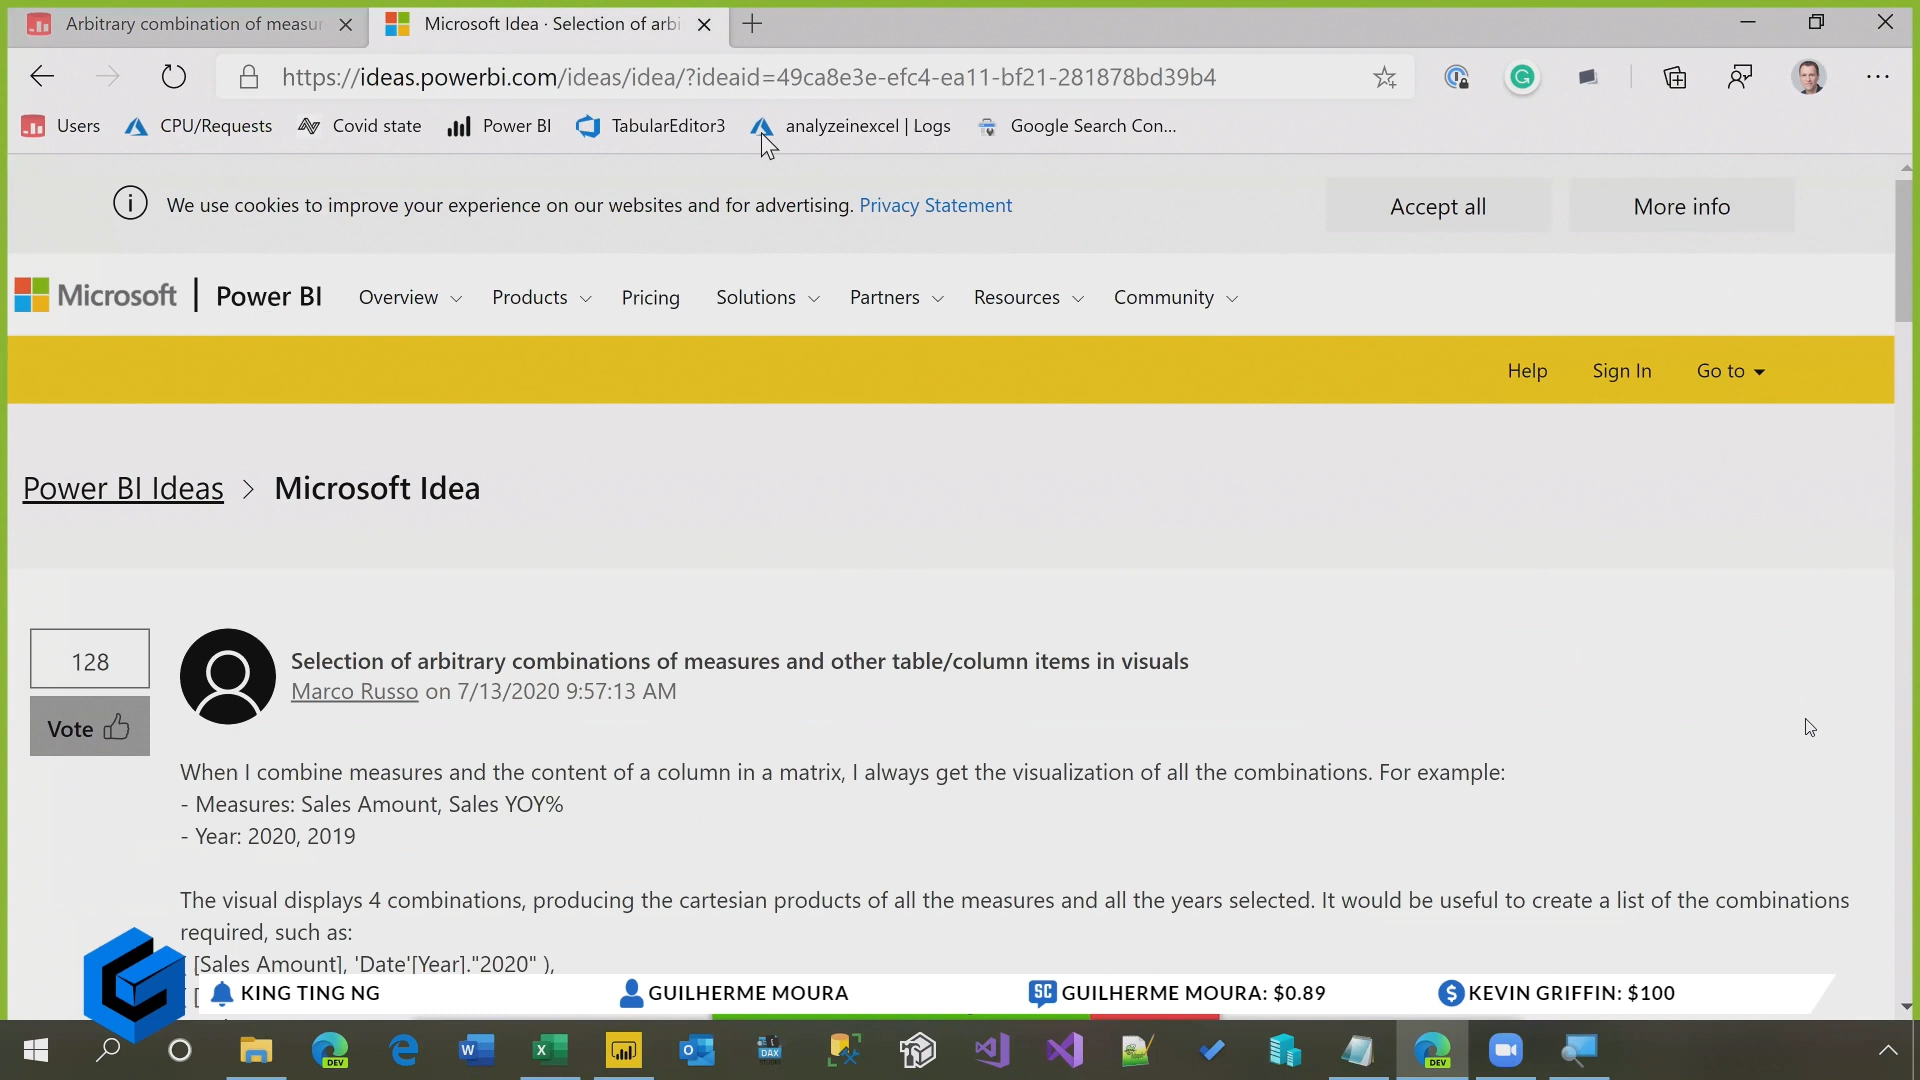 Arbitrary combination of measur
Microsoft Idea · Selection of arbi
https://ideas.powerbi.com/ideas/idea/?ideaid=49ca8e3e-efc4-ea11-bf21-281878bd39b4
Users CPU/Requests Covid state Power BI TabularEditor3 analyzeinexcel | Logs Google Search Con...
We use cookies to improve your experience on our websites and for advertising. Privacy Statement
Accept all
More info
Microsoft | Power BI Overview Products Pricing Solutions Partners Resources Community
Help Sign In Go to
Power BI Ideas > Microsoft Idea
128
Vote
Selection of arbitrary combinations of measures and other table/column items in visuals
Marco Russo on 7/13/2020 9:57:13 AM
When I combine measures and the content of a column in a matrix, I always get the visualization of all the combinations. For example:
- Measures: Sales Amount, Sales YOY%
- Year: 2020, 2019
The visual displays 4 combinations, producing the cartesian products of all the measures and all the years selected. It would be useful to create a list of the combinations
required, such as:
( [Sales Amount], 'Date'[Year]."2020" ),
KING TING NG
GUILHERME MOURA
SC GUILHERME MOURA: $0.89
$ KEVIN GRIFFIN: $100
DEV
DAX
DEV